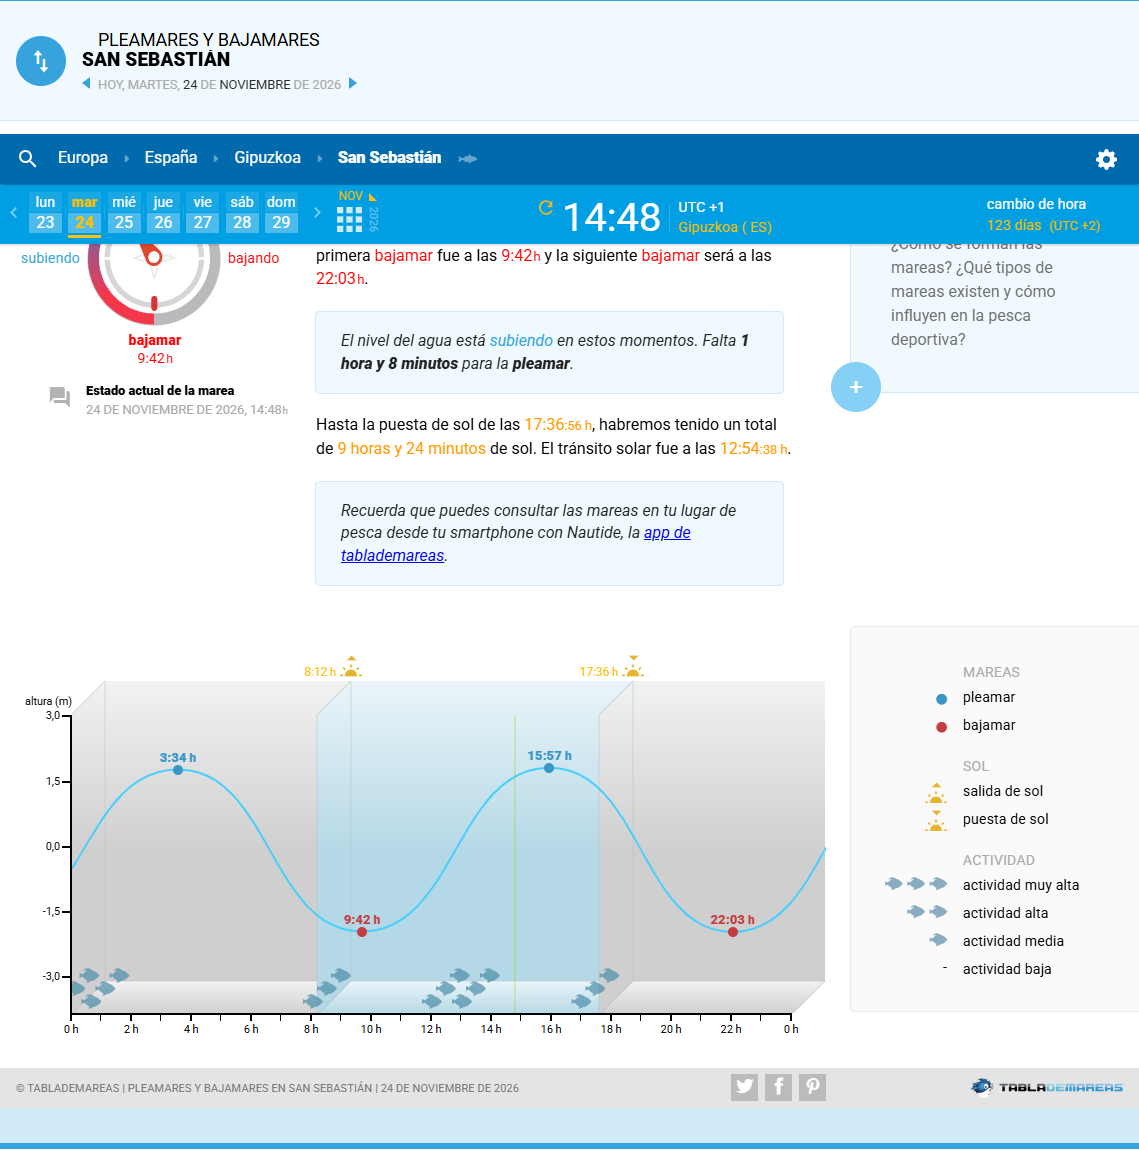 PLEAMARES Y BAJAMARES
SAN SEBASTIÁN
HOY, MARTES, 24 DE NOVIEMBRE DE 2026
Europa España Gipuzkoa San Sebastián
lun mar mié jue vie sáb dom
23 24 25 26 27 28 29
NOV
2026
14:48
UTC +1
Gipuzkoa ( ES)
cambio de hora
123 días (UTC +2)
subiendo
bajando
bajamar
9:42 h
Estado actual de la marea
24 DE NOVIEMBRE DE 2026, 14:48h
primera bajamar fue a las 9:42 h y la siguiente bajamar será a las
22:03 h.
El nivel del agua está subiendo en estos momentos. Falta 1
hora y 8 minutos para la pleamar.
Hasta la puesta de sol de las 17:36:56 h, habremos tenido un total
de 9 horas y 24 minutos de sol. El tránsito solar fue a las 12:54:38 h.
Recuerda que puedes consultar las mareas en tu lugar de
pesca desde tu smartphone con Nautide, la app de
tablademareas.
¿Cómo se forman las
mareas? ¿Qué tipos de
mareas existen y cómo
influyen en la pesca
deportiva?
+
8:12 h
17:36 h
altura (m)
3,0
1,5
0,0
-1,5
-3,0
3:34 h
15:57 h
9:42 h
22:03 h
0 h 2 h 4 h 6 h 8 h 10 h 12 h 14 h 16 h 18 h 20 h 22 h 0 h
MAREAS
pleamar
bajamar
SOL
salida de sol
puesta de sol
ACTIVIDAD
actividad muy alta
actividad alta
actividad media
- actividad baja
© TABLADEMAREAS | PLEAMARES Y BAJAMARES EN SAN SEBASTIÁN | 24 DE NOVIEMBRE DE 2026
TABLADEMAREAS